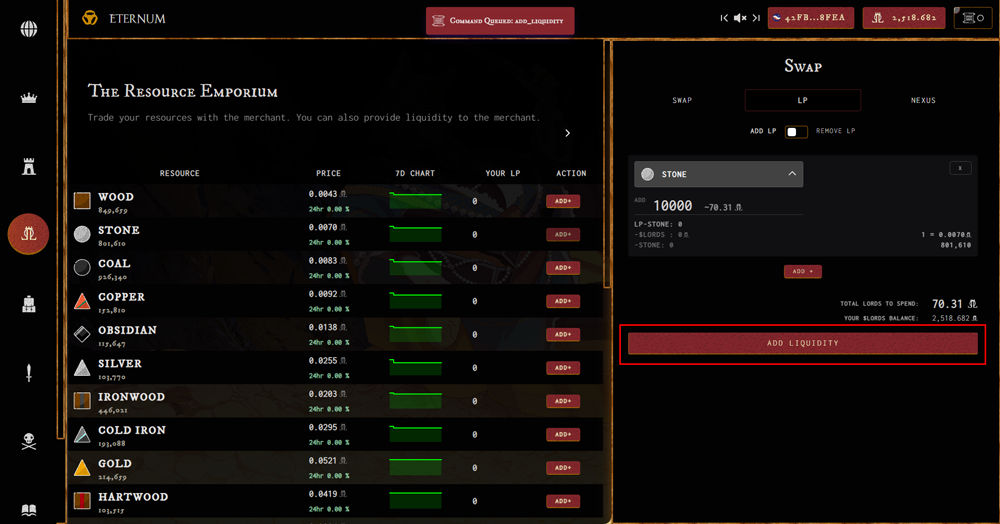 ETERNUM
Command Queued: add_liquidity
42FB...8FEA
2,518.682
0
The Resource Emporium
Trade your resources with the merchant. You can also provide liquidity to the merchant.
RESOURCE PRICE 7D CHART YOUR LP ACTION
WOOD 0.0043 0 ADD+
849,659 24hr 0.00 %
STONE 0.0070 0 ADD+
801,610 24hr 0.00 %
COAL 0.0083 0 ADD+
926,340 24hr 0.00 %
COPPER 0.0092 0 ADD+
152,810 24hr 0.00 %
OBSIDIAN 0.0138 0 ADD+
115,647 24hr 0.00 %
SILVER 0.0255 0 ADD+
103,770 24hr 0.00 %
IRONWOOD 0.0203 0 ADD+
446,021 24hr 0.00 %
COLD IRON 0.0295 0 ADD+
193,088 24hr 0.00 %
GOLD 0.0521 0 ADD+
214,659 24hr 0.00 %
HARTWOOD 0.0419 0 ADD+
103,515 24hr 0.00 %
Swap
SWAP LP NEXUS
ADD LP REMOVE LP
STONE x
ADD 10000 ~70.31
LP-STONE: 0
-$LORDS : 0 1 = 0.0070
-STONE: 0 801,610
ADD +
TOTAL LORDS TO SPEND: 70.31
YOUR $LORDS BALANCE: 2,518.682
ADD LIQUIDITY